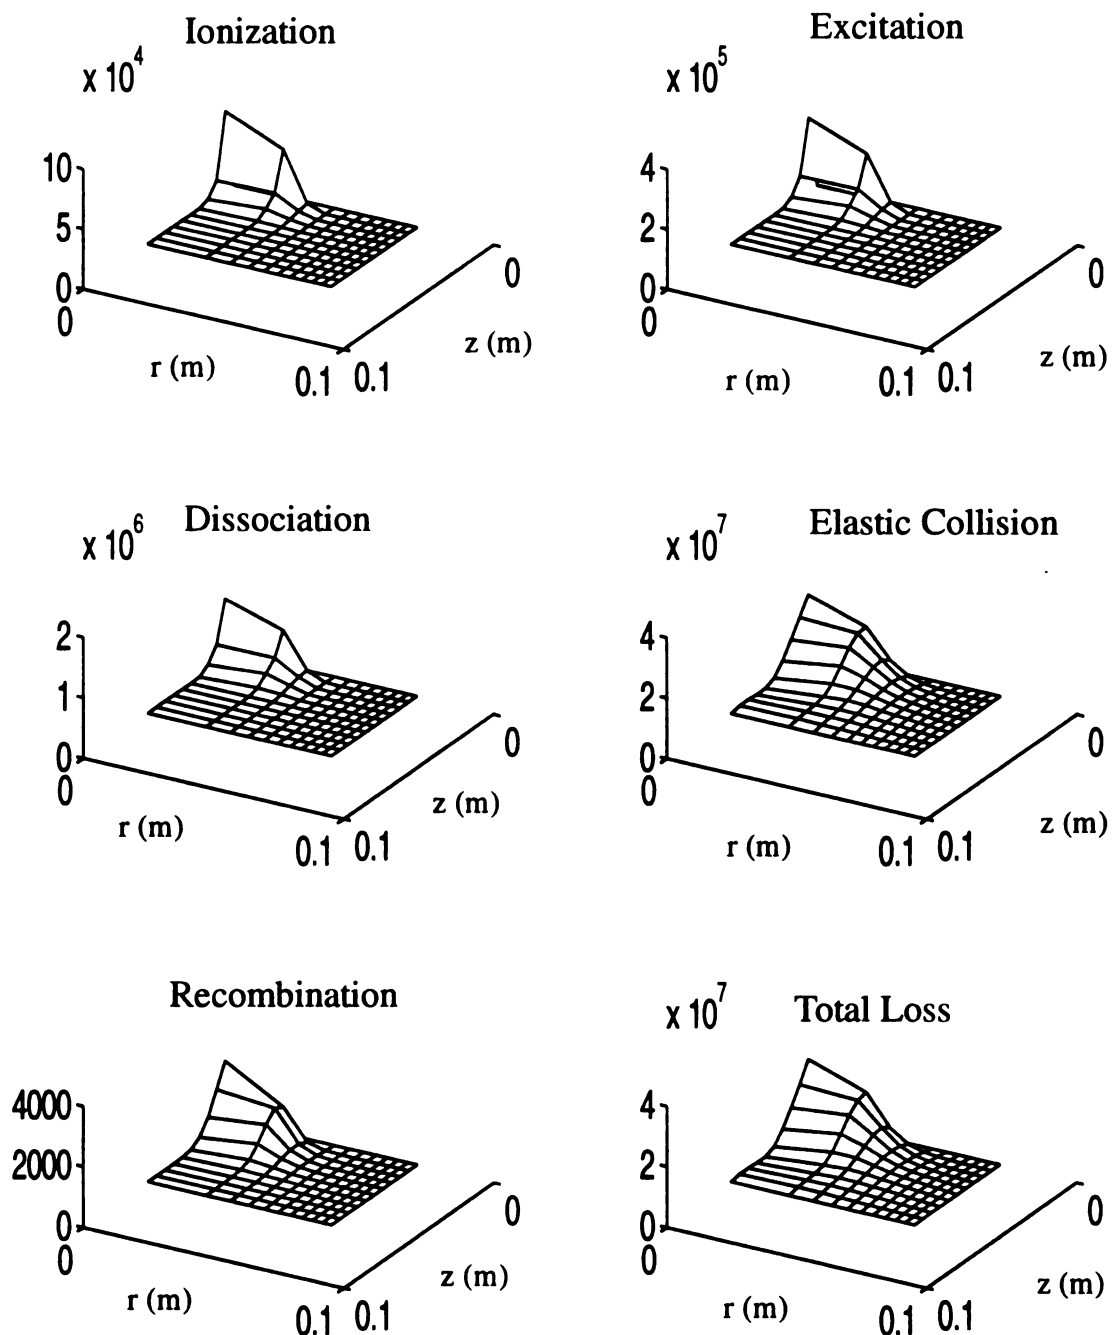 Ionization
x 10^4
10
5
0
0
r (m)
0.1
0.1
z (m)
0
Excitation
x 10^5
4
2
0
0
r (m)
0.1
0.1
z (m)
0
Dissociation
x 10^6
2
1
0
0
r (m)
0.1
0.1
z (m)
0
Elastic Collision
x 10^7
4
2
0
0
r (m)
0.1
0.1
z (m)
0
Recombination
4000
2000
0
0
r (m)
0.1
0.1
z (m)
0
Total Loss
x 10^7
4
2
0
0
r (m)
0.1
0.1
z (m)
0